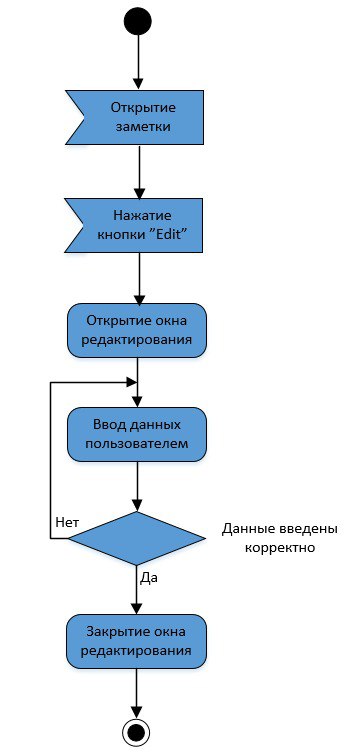 Открытие
заметки
Нажатие
кнопки ”Edit”
Открытие окна
редактирования
Ввод данных
пользователем
Нет
Данные введены
корректно
Да
Закрытие окна
редактирования